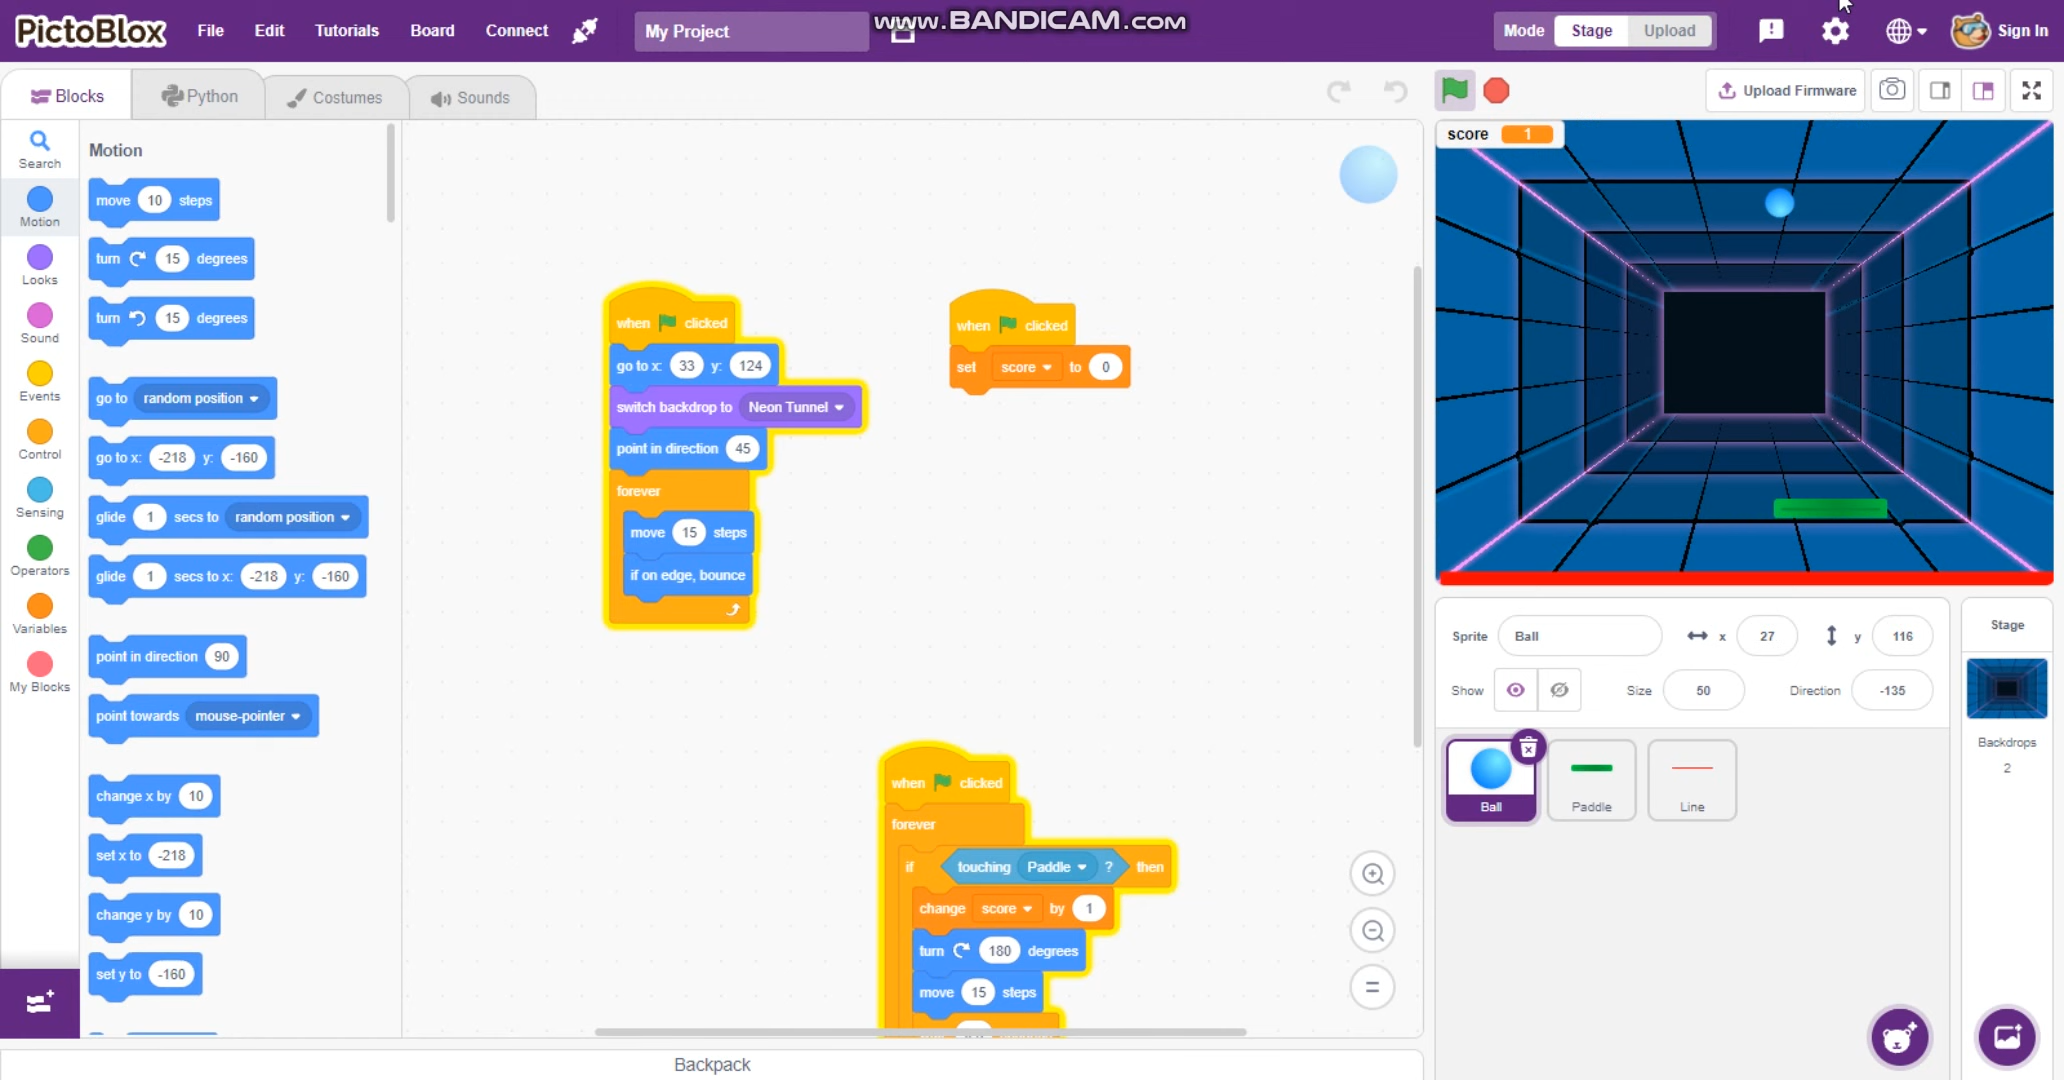 PictoBlox File Edit Tutorials Board Connect My Project www.BANDICAM.com Mode Stage Upload Sign In
Blocks Python Costumes Sounds Upload Firmware
Search
Motion
Looks
Sound
Events
Control
Sensing
Operators
Variables
My Blocks
Motion
move 10 steps
turn 15 degrees
turn 15 degrees
go to random position
go to x: -218 y: -160
glide 1 secs to random position
glide 1 secs to x: -218 y: -160
point in direction 90
point towards mouse-pointer
change x by 10
set x to -218
change y by 10
set y to -160
when clicked
go to x: 33 y: 124
switch backdrop to Neon Tunnel
point in direction 45
forever
move 15 steps
if on edge, bounce
when clicked
set score to 0
when clicked
forever
if touching Paddle ? then
change score by 1
turn 180 degrees
move 15 steps
Backpack
score 1
Sprite Ball x 27 y 116
Show Size 50 Direction -135
Ball Paddle Line
Stage
Backdrops
2